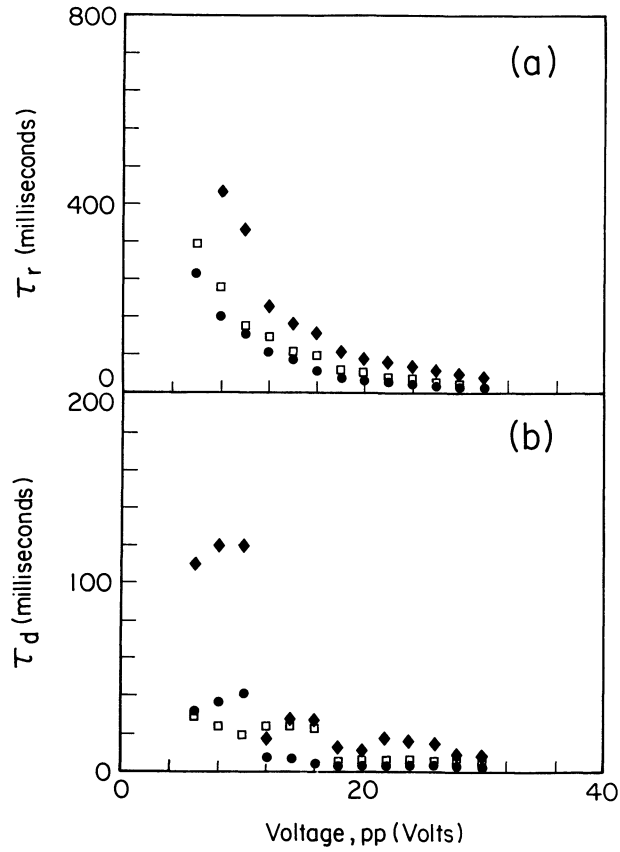 800
(a)
400
τr (milliseconds)
0
200
(b)
100
τd (milliseconds)
0
0
20
40
Voltage, pp (Volts)